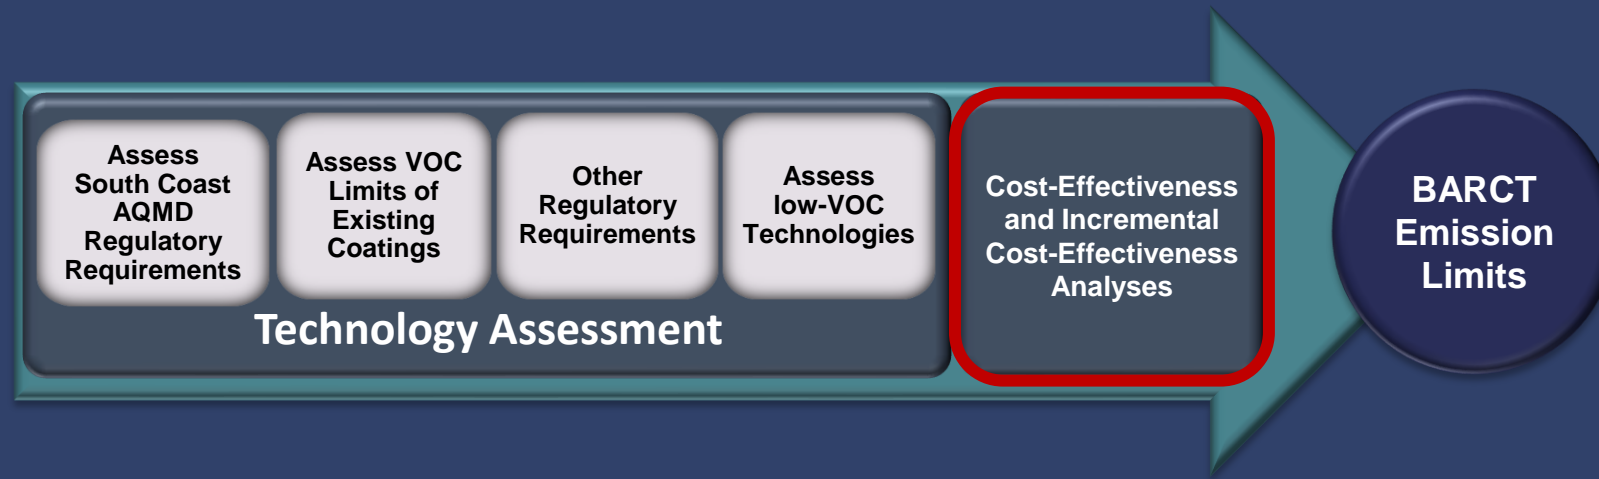 Assess
South Coast
AQMD
Regulatory
Requirements
Assess VOC
Limits of
Existing
Coatings
Other
Regulatory
Requirements
Assess
low-VOC
Technologies
Technology Assessment
Cost-Effectiveness
and Incremental
Cost-Effectiveness
Analyses
BARCT
Emission
Limits